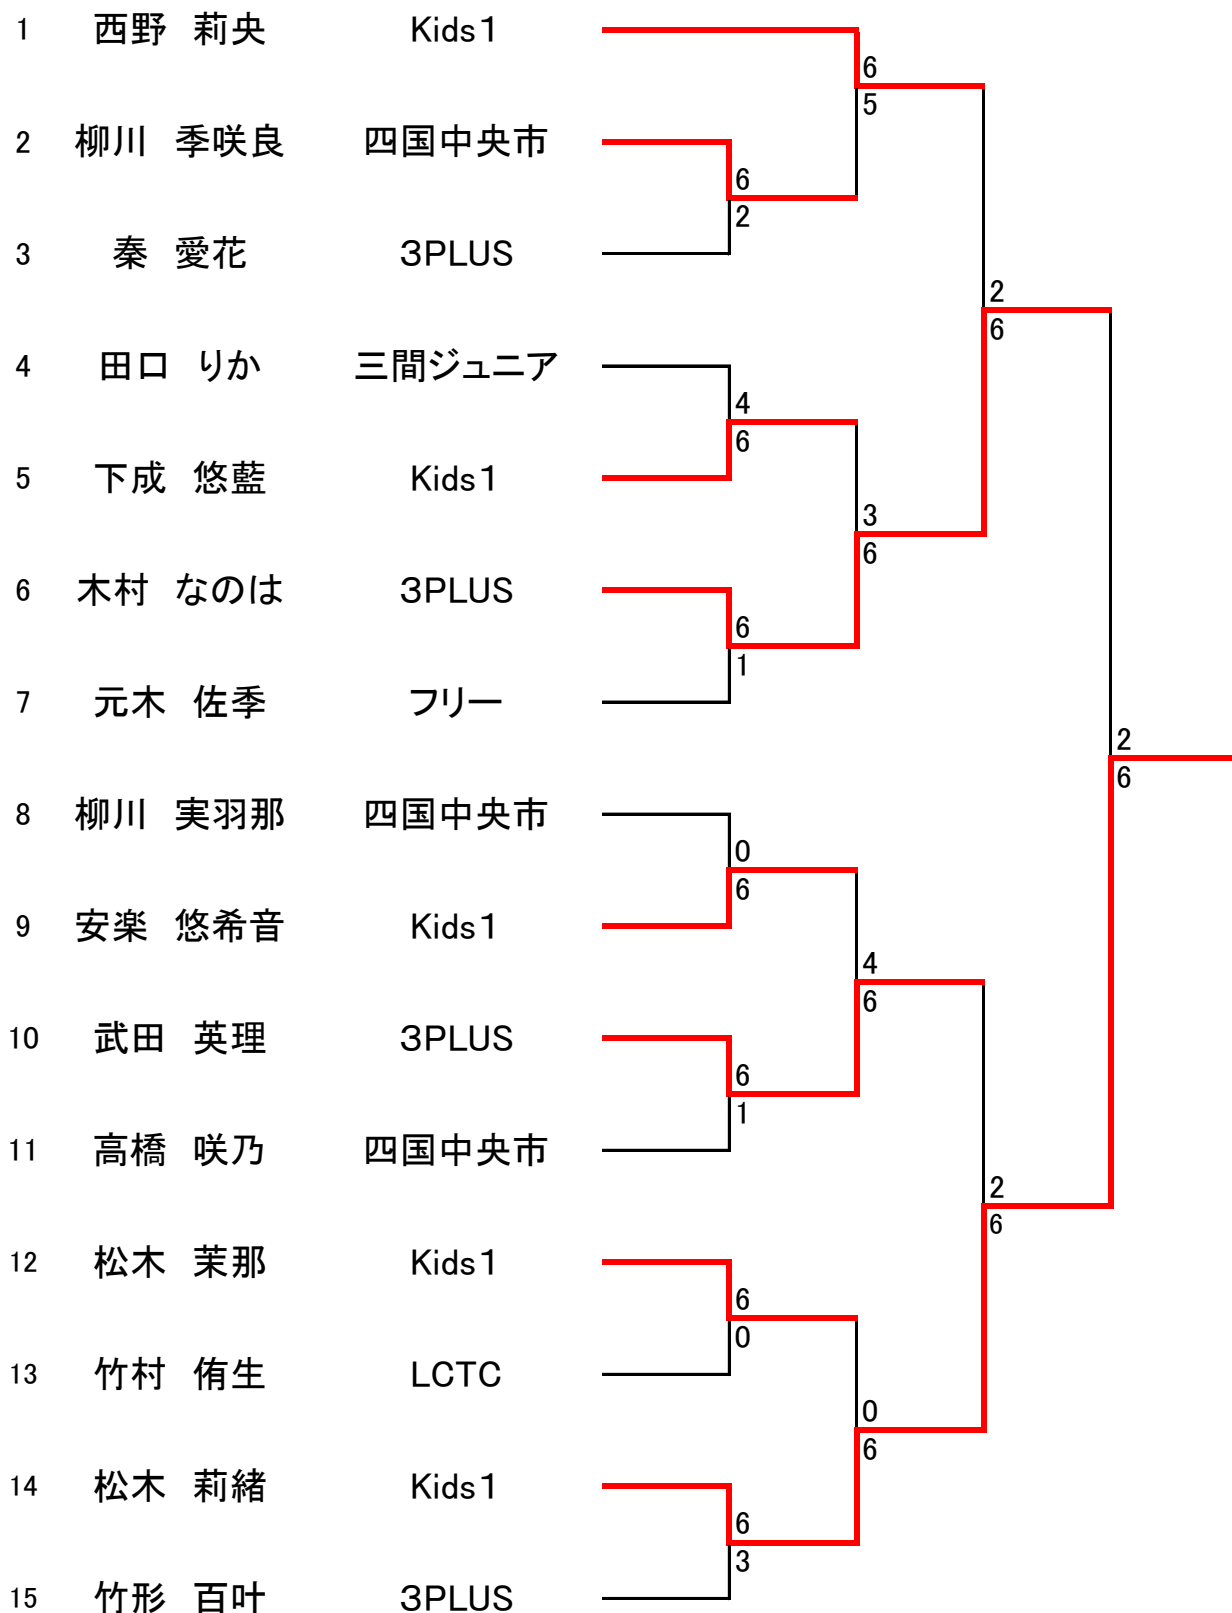 1 西野 莉央 Kids1
6
5
2 柳川 季咲良 四国中央市
6
2
3 秦 愛花 3PLUS
2
6
4 田口 りか 三間ジュニア
4
6
5 下成 悠藍 Kids1
3
6
6 木村 なのは 3PLUS
6
1
7 元木 佐季 フリー
2
6
8 柳川 実羽那 四国中央市
0
6
9 安楽 悠希音 Kids1
4
6
10 武田 英理 3PLUS
6
1
11 高橋 咲乃 四国中央市
2
6
12 松木 茉那 Kids1
6
0
13 竹村 侑生 LCTC
0
6
14 松木 莉緒 Kids1
6
3
15 竹形 百叶 3PLUS